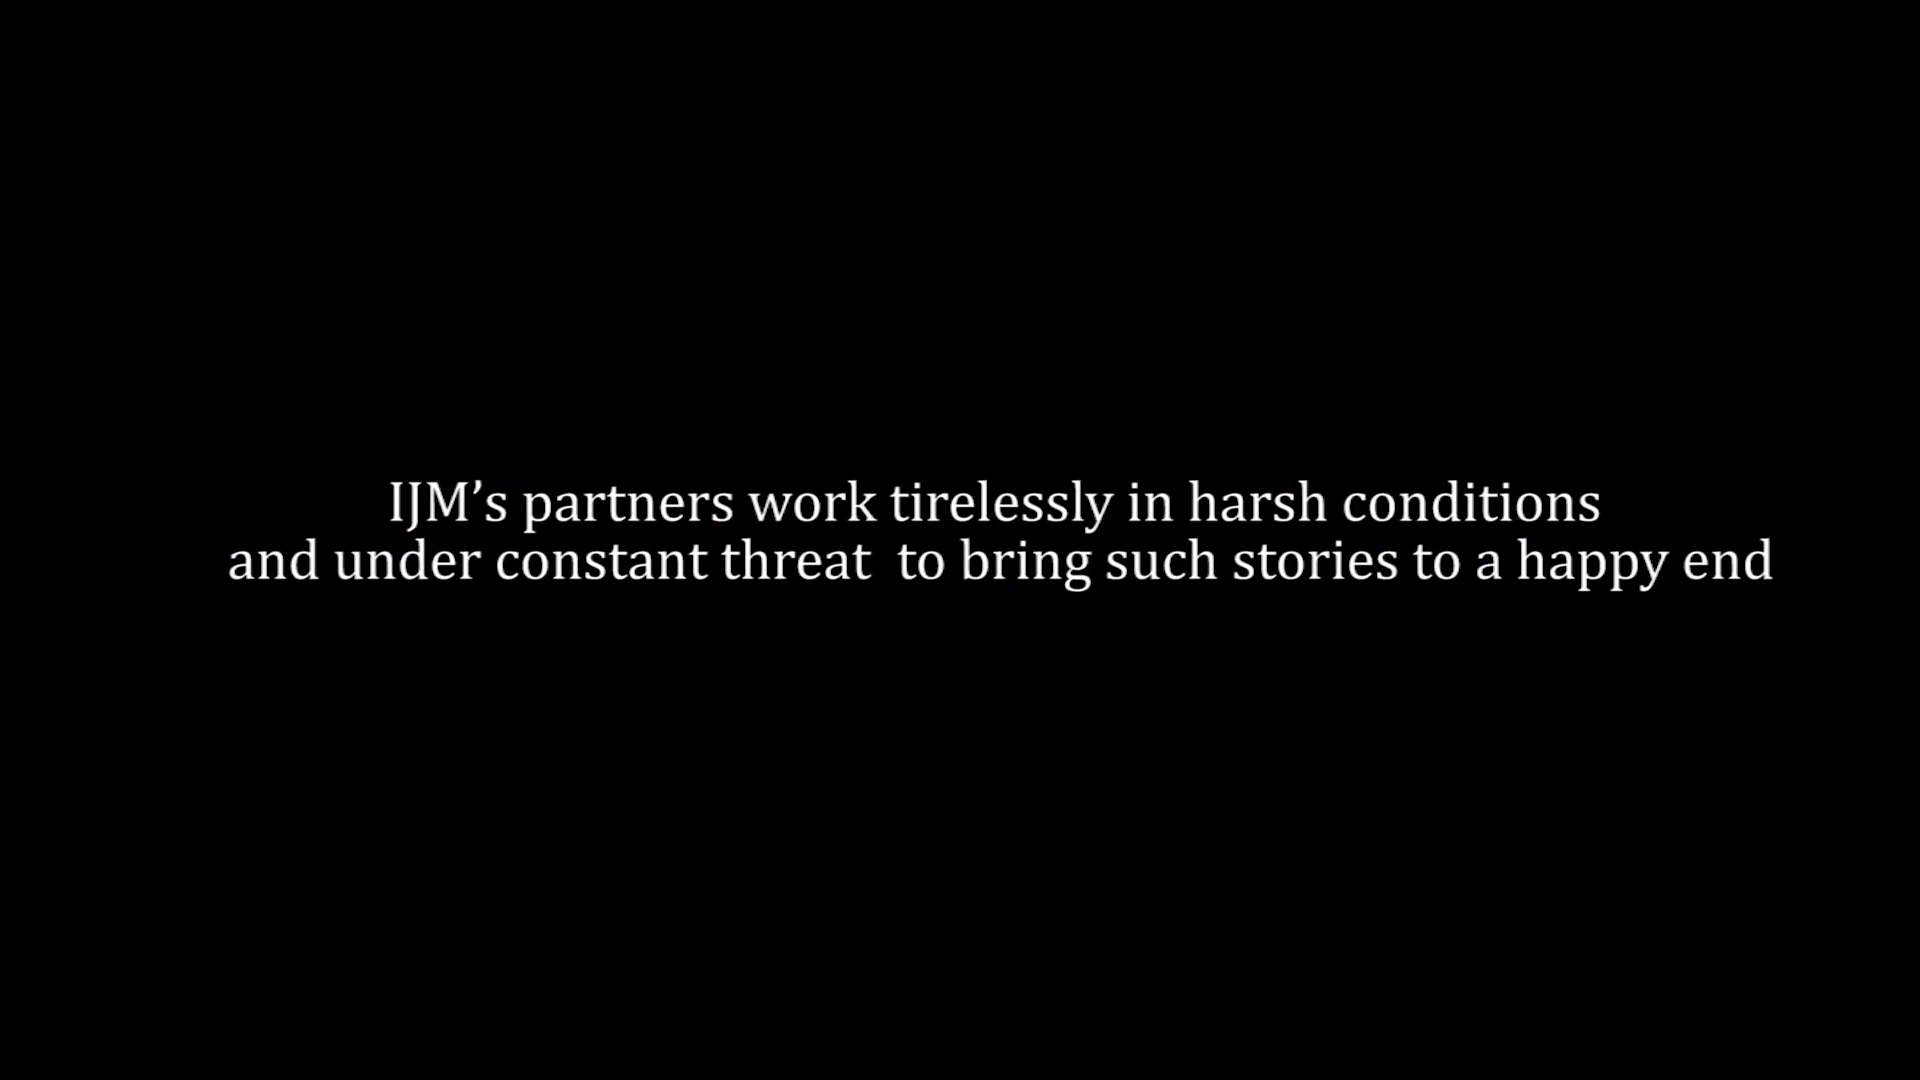 IJM’s partners work tirelessly in harsh conditions
and under constant threat  to bring such stories to a happy end